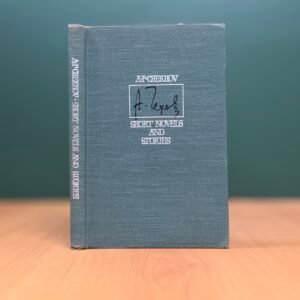 A·P·CHEKHOV
А. Чехов
SHORT NOVELS
AND
STORIES
A·P·CHEKHOV · SHORT NOVELS AND STORIES